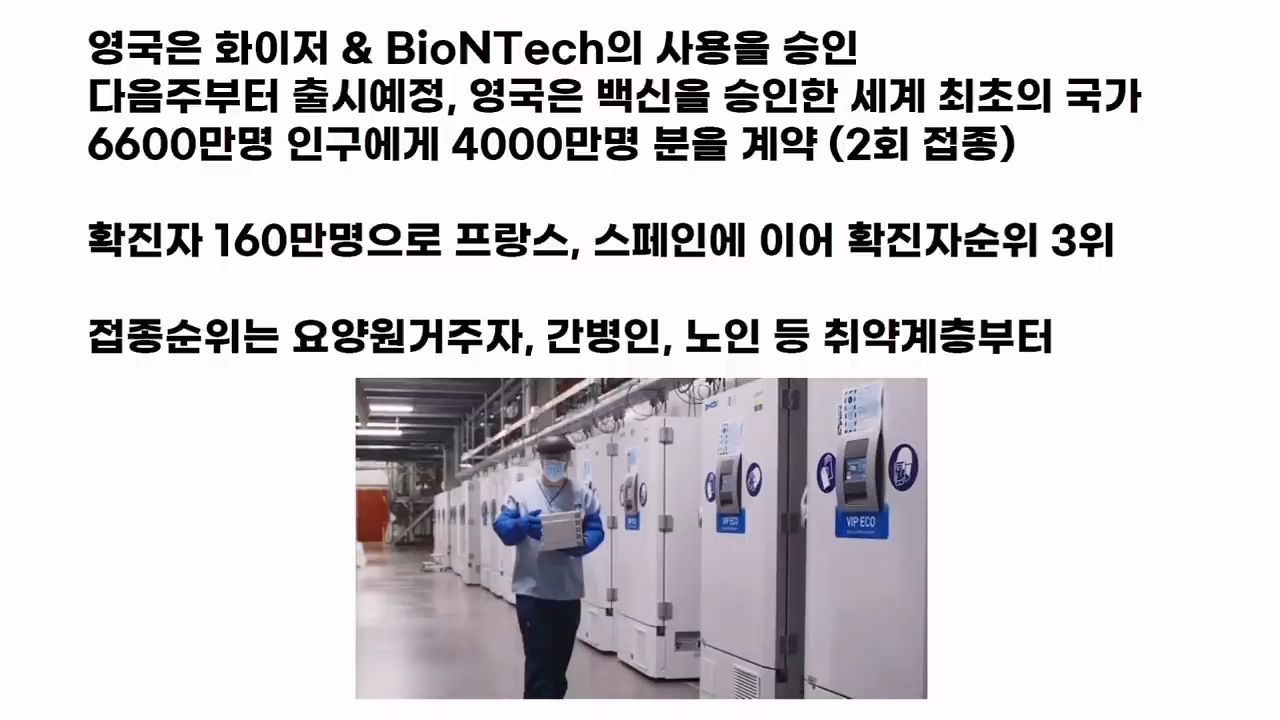 영국은 화이저 & BioNTech의 사용을 승인
다음주부터 출시예정, 영국은 백신을 승인한 세계 최초의 국가
6600만명 인구에게 4000만명 분을 계약 (2회 접종)
확진자 160만명으로 프랑스, 스페인에 이어 확진자순위 3위
접종순위는 요양원거주자, 간병인, 노인 등 취약계층부터
VIP ECO
VIP ECO